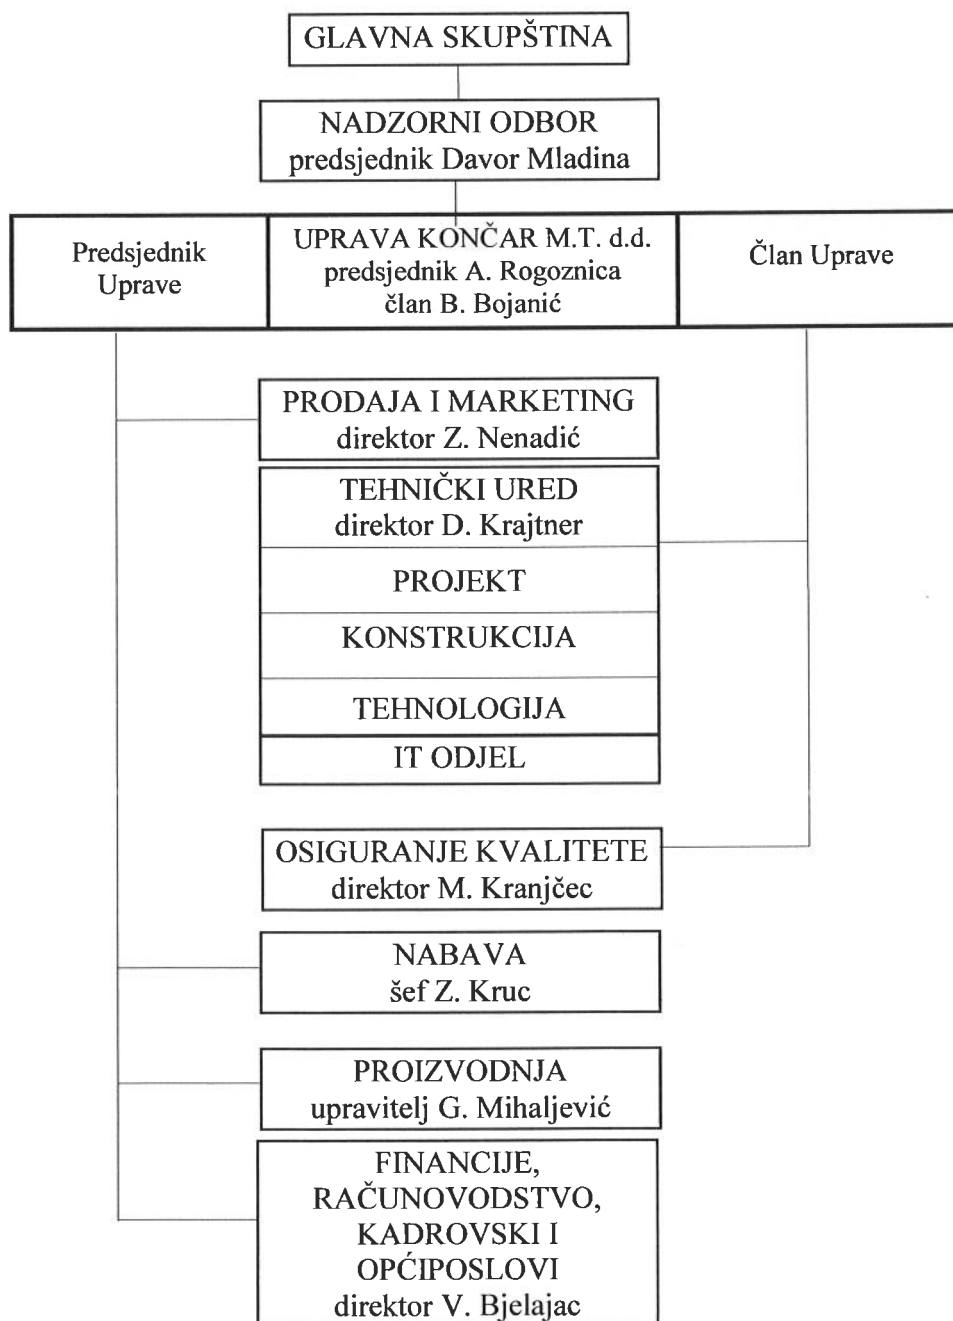 GLAVNA SKUPŠTINA
NADZORNI ODBOR
predsjednik Davor Mladina
Predsjednik
Uprave
UPRAVA KONČAR M.T. d.d.
predsjednik A. Rogoznica
član B. Bojanić
Član Uprave
PRODAJA I MARKETING
direktor Z. Nenadić
TEHNIČKI URED
direktor D. Krajtner
PROJEKT
KONSTRUKCIJA
TEHNOLOGIJA
IT ODJEL
OSIGURANJE KVALITETE
direktor M. Kranjčec
NABAVA
šef Z. Kruc
PROIZVODNJA
upravitelj G. Mihaljević
FINANCIJE,
RAČUNOVODSTVO,
KADROVSKI I
OPĆIPOSLOVI
direktor V. Bjelajac